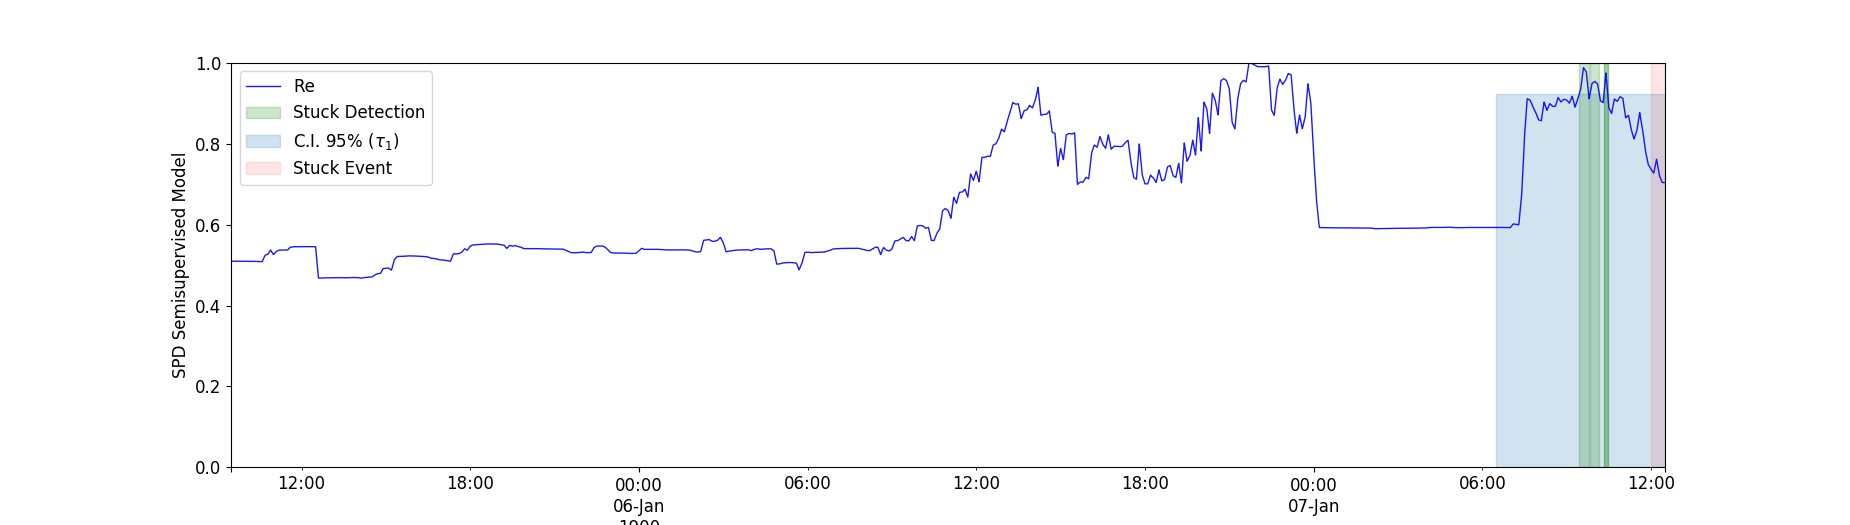 SPD Semisupervised Model
1.0
0.8
0.6
0.4
0.2
0.0
Re
Stuck Detection
C.I. 95% (τ₁)
Stuck Event
12:00 18:00 00:00 06:00 12:00 18:00 00:00 06:00 12:00
06-Jan 07-Jan
1900